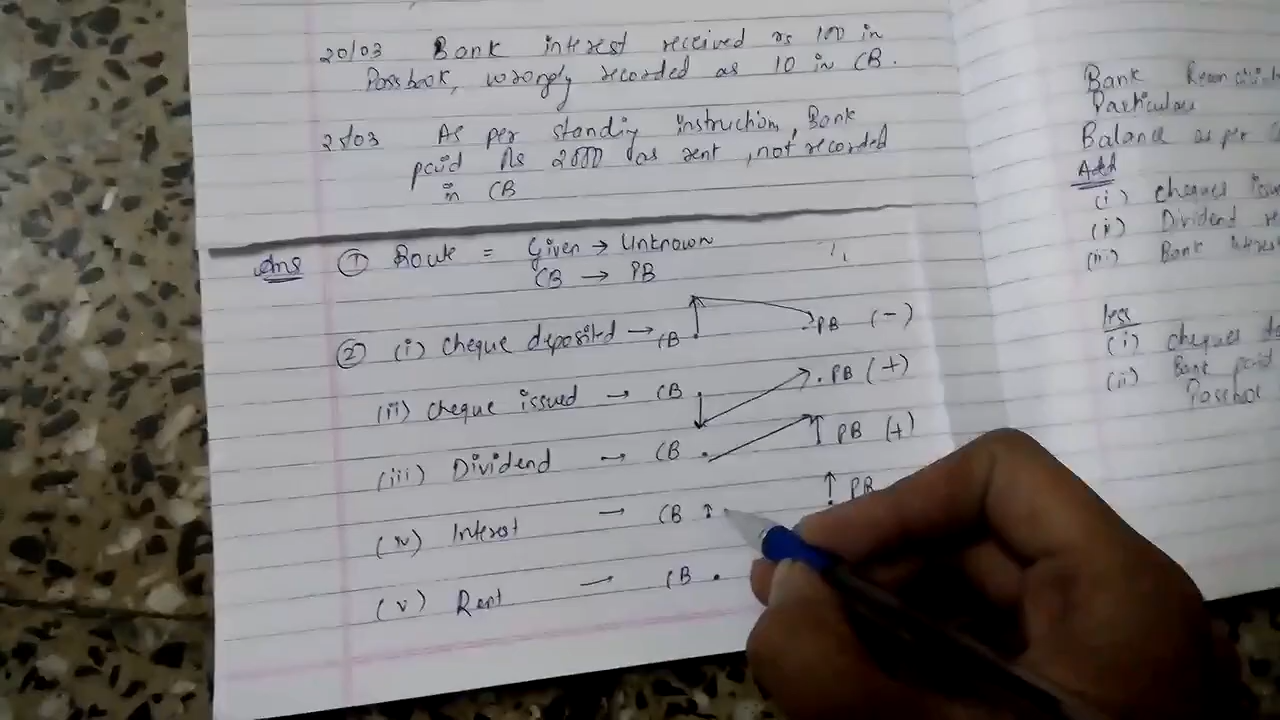 20/03 Bank interest received rs 100 in
Passbook, wrongly recorded as 10 in CB.
25/03 As per standing instruction, Bank
paid Rs 2000 as rent, not recorded
in CB
Ans ① Route = Given → Unknown
CB → PB
② (i) cheque deposited → CB PB (-)
(ii) cheque issued → CB PB (+)
(iii) Dividend → CB ↑ PB (+)
(iv) Interest → CB ↑ ↑ PB
(v) Rent → CB
Bank
Particulars
Balance as per
Add
(i) cheques
(ii) Dividend
(iii) Bank
less
(i) cheques
(ii) Bank paid